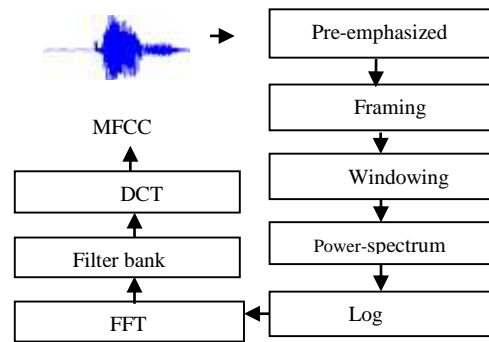 Pre-emphasized
Framing
MFCC
Windowing
DCT
Power-spectrum
Filter bank
Log
FFT